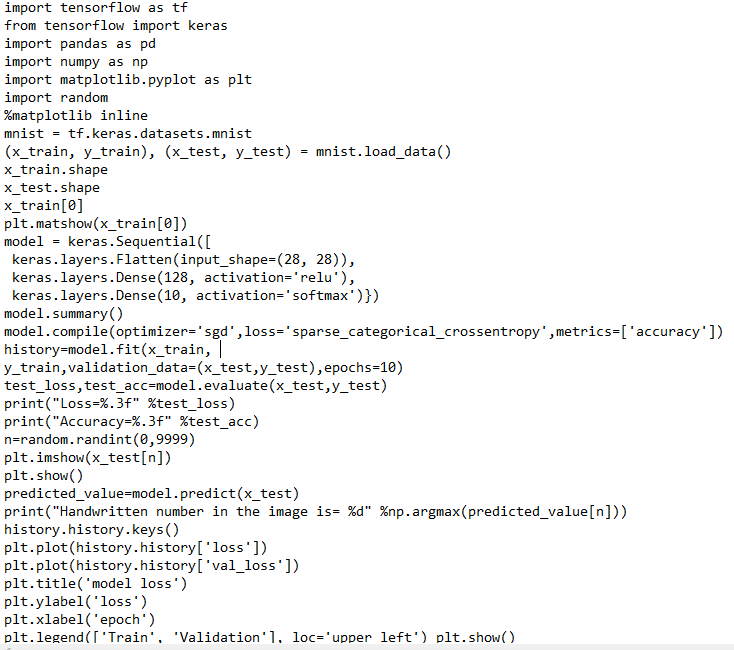 import tensorflow as tf
from tensorflow import keras
import pandas as pd
import numpy as np
import matplotlib.pyplot as plt
import random
%matplotlib inline
mnist = tf.keras.datasets.mnist
(x_train, y_train), (x_test, y_test) = mnist.load_data()
x_train.shape
x_test.shape
x_train[0]
plt.matshow(x_train[0])
model = keras.Sequential([
 keras.layers.Flatten(input_shape=(28, 28)),
 keras.layers.Dense(128, activation='relu'),
 keras.layers.Dense(10, activation='softmax')})
model.summary()
model.compile(optimizer='sgd',loss='sparse_categorical_crossentropy',metrics=['accuracy'])
history=model.fit(x_train,
y_train,validation_data=(x_test,y_test),epochs=10)
test_loss,test_acc=model.evaluate(x_test,y_test)
print("Loss=%.3f" %test_loss)
print("Accuracy=%.3f" %test_acc)
n=random.randint(0,9999)
plt.imshow(x_test[n])
plt.show()
predicted_value=model.predict(x_test)
print("Handwritten number in the image is= %d" %np.argmax(predicted_value[n]))
history.history.keys()
plt.plot(history.history['loss'])
plt.plot(history.history['val_loss'])
plt.title('model loss')
plt.ylabel('loss')
plt.xlabel('epoch')
plt.legend(['Train', 'Validation'], loc='upper left') plt.show()